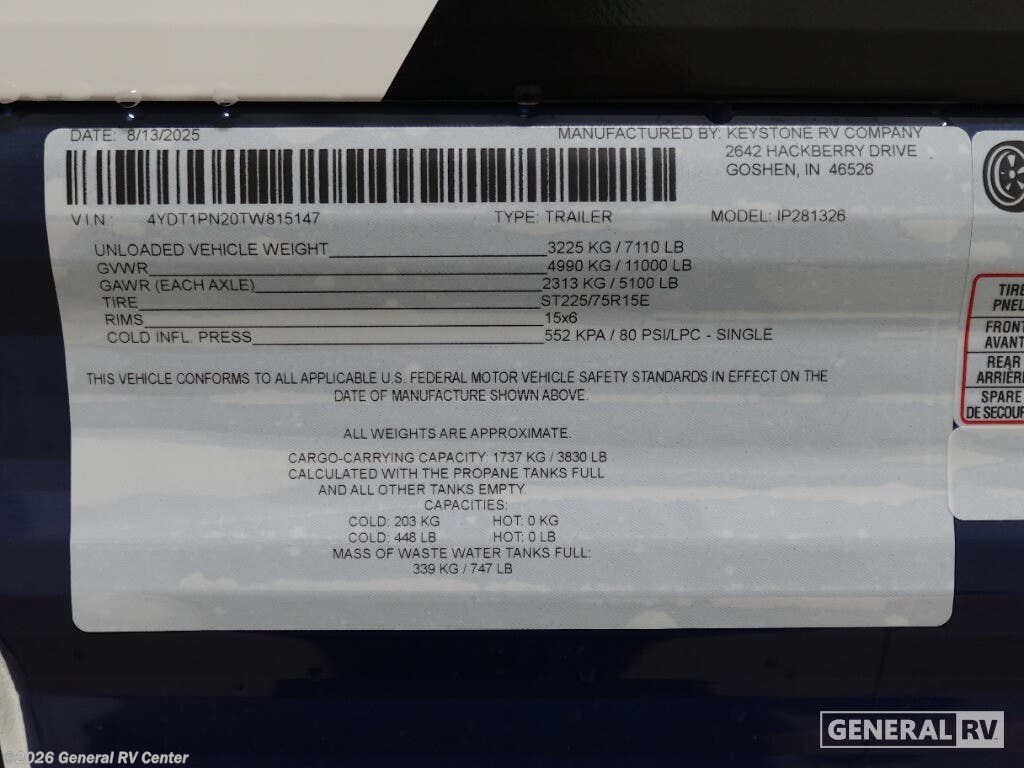 DATE: 8/13/2025
MANUFACTURED BY: KEYSTONE RV COMPANY
2642 HACKBERRY DRIVE
GOSHEN, IN 46526
V I N : 4YDT1PN20TW815147 TYPE: TRAILER MODEL: IP281326
UNLOADED VEHICLE WEIGHT 3225 KG / 7110 LB
GVWR 4990 KG / 11000 LB
GAWR (EACH AXLE) 2313 KG / 5100 LB
TIRE ST225/75R15E
RIMS 15x6
COLD INFL. PRESS 552 KPA / 80 PSI/LPC - SINGLE
THIS VEHICLE CONFORMS TO ALL APPLICABLE U.S. FEDERAL MOTOR VEHICLE SAFETY STANDARDS IN EFFECT ON THE
DATE OF MANUFACTURE SHOWN ABOVE.
ALL WEIGHTS ARE APPROXIMATE.
CARGO-CARRYING CAPACITY: 1737 KG / 3830 LB
CALCULATED WITH THE PROPANE TANKS FULL
AND ALL OTHER TANKS EMPTY.
CAPACITIES:
COLD: 203 KG HOT: 0 KG
COLD: 448 LB HOT: 0 LB
MASS OF WASTE WATER TANKS FULL:
339 KG / 747 LB
TIRE
PNEU
FRONT
AVANT
REAR
ARRIÈRE
SPARE
DE SECOUR
GENERAL RV
©2026 General RV Center